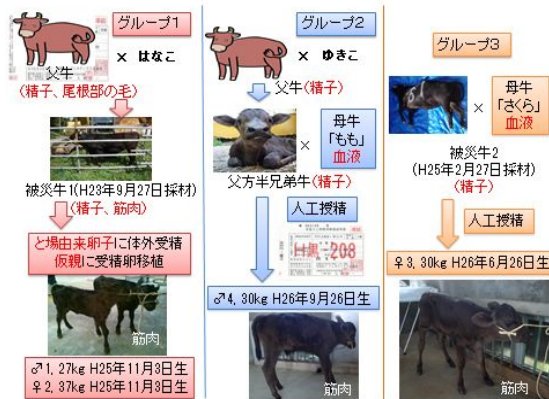 グループ1
父牛
× はなこ
(精子、尾根部の毛)
被災牛1(H23年9月27日採材)
(精子、筋肉)
と場由来卵子に体外受精
仮親に受精卵移植
筋肉
♂1, 27kg H25年11月3日生
♀2, 37kg H25年11月3日生
グループ2
× ゆきこ
父牛(精子)
×
母牛
「もも」
血液
父方半兄弟牛(精子)
人工授精
H黒 208
♂4, 30kg H26年9月26日生
筋肉
グループ3
×
母牛
「さくら」
血液
被災牛2
(H25年2月27日採材)
(精子)
人工授精
♀3, 30kg H26年6月26日生
筋肉